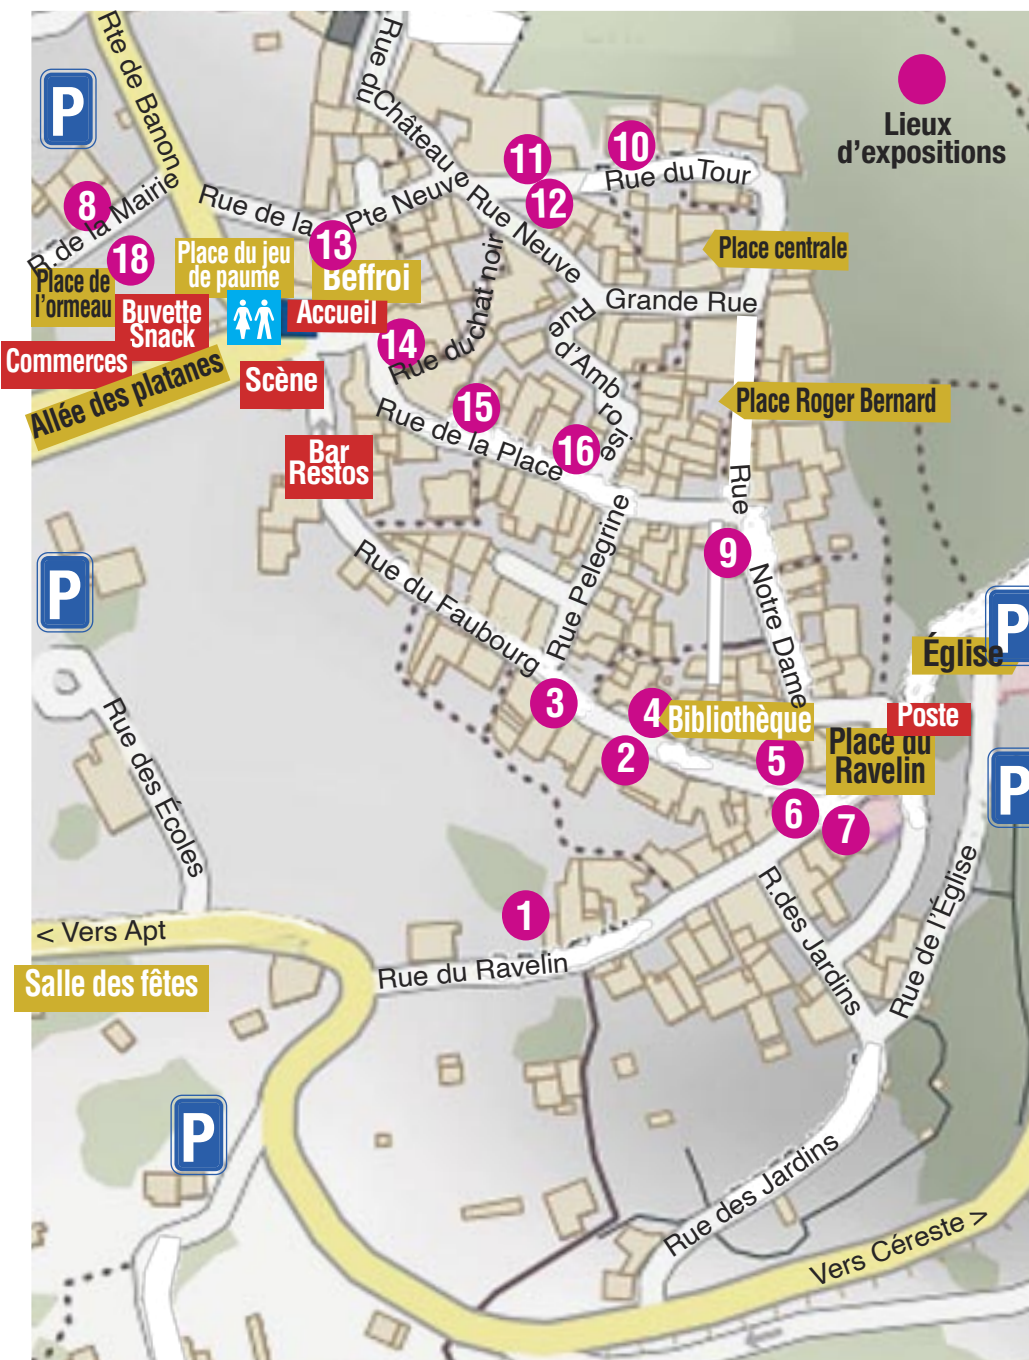 Rte de Banon
P
Rue du
Château
Lieux
d'expositions
11
10
Rue du Tour
8
R. de la Mairie
Rue de la
Pte Neuve
Rue Neuve
12
13
18
Place du jeu
de paume
Beffroi
Place centrale
Place de
l'ormeau
Buvette
Snack
Accueil
Grande Rue
Rue du chat noir
Rue
d'Amb
roise
14
Commerces
Allée des platanes
Scène
Place Roger Bernard
15
Rue de la Place
16
Bar
Restos
Rue
Notre Dame
9
P
Rue du Faubourg
Rue Pelegrine
P
Église
3
4
Bibliothèque
Poste
2
5
Place du
Ravelin
P
6
7
Rue des Écoles
R.des Jardins
Rue de l'Église
1
< Vers Apt
Rue du Ravelin
Salle des fêtes
P
Rue des Jardins
Vers Céreste >